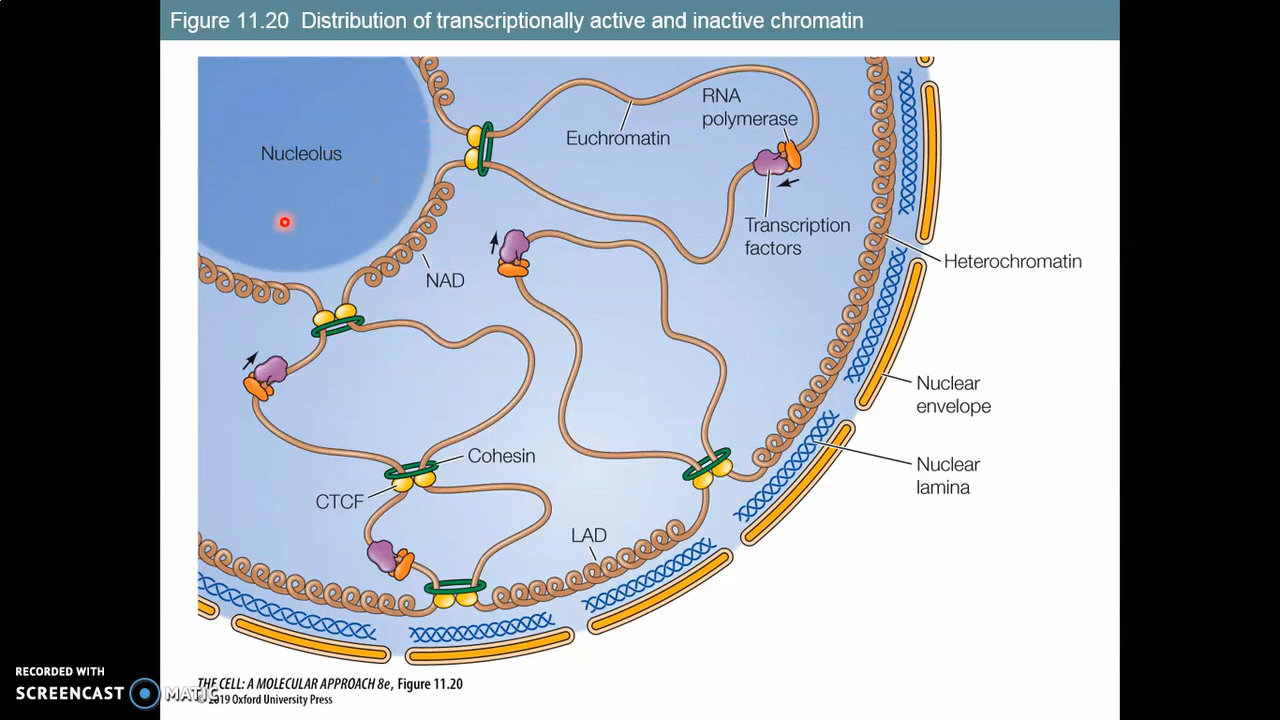 Figure 11.20 Distribution of transcriptionally active and inactive chromatin
RNA
polymerase
Euchromatin
Nucleolus
Transcription
factors
Heterochromatin
NAD
Nuclear
envelope
Cohesin
Nuclear
lamina
CTCF
LAD
RECORDED WITH
SCREENCAST MATIC
THE CELL: A MOLECULAR APPROACH 8e, Figure 11.20
© 2019 Oxford University Press